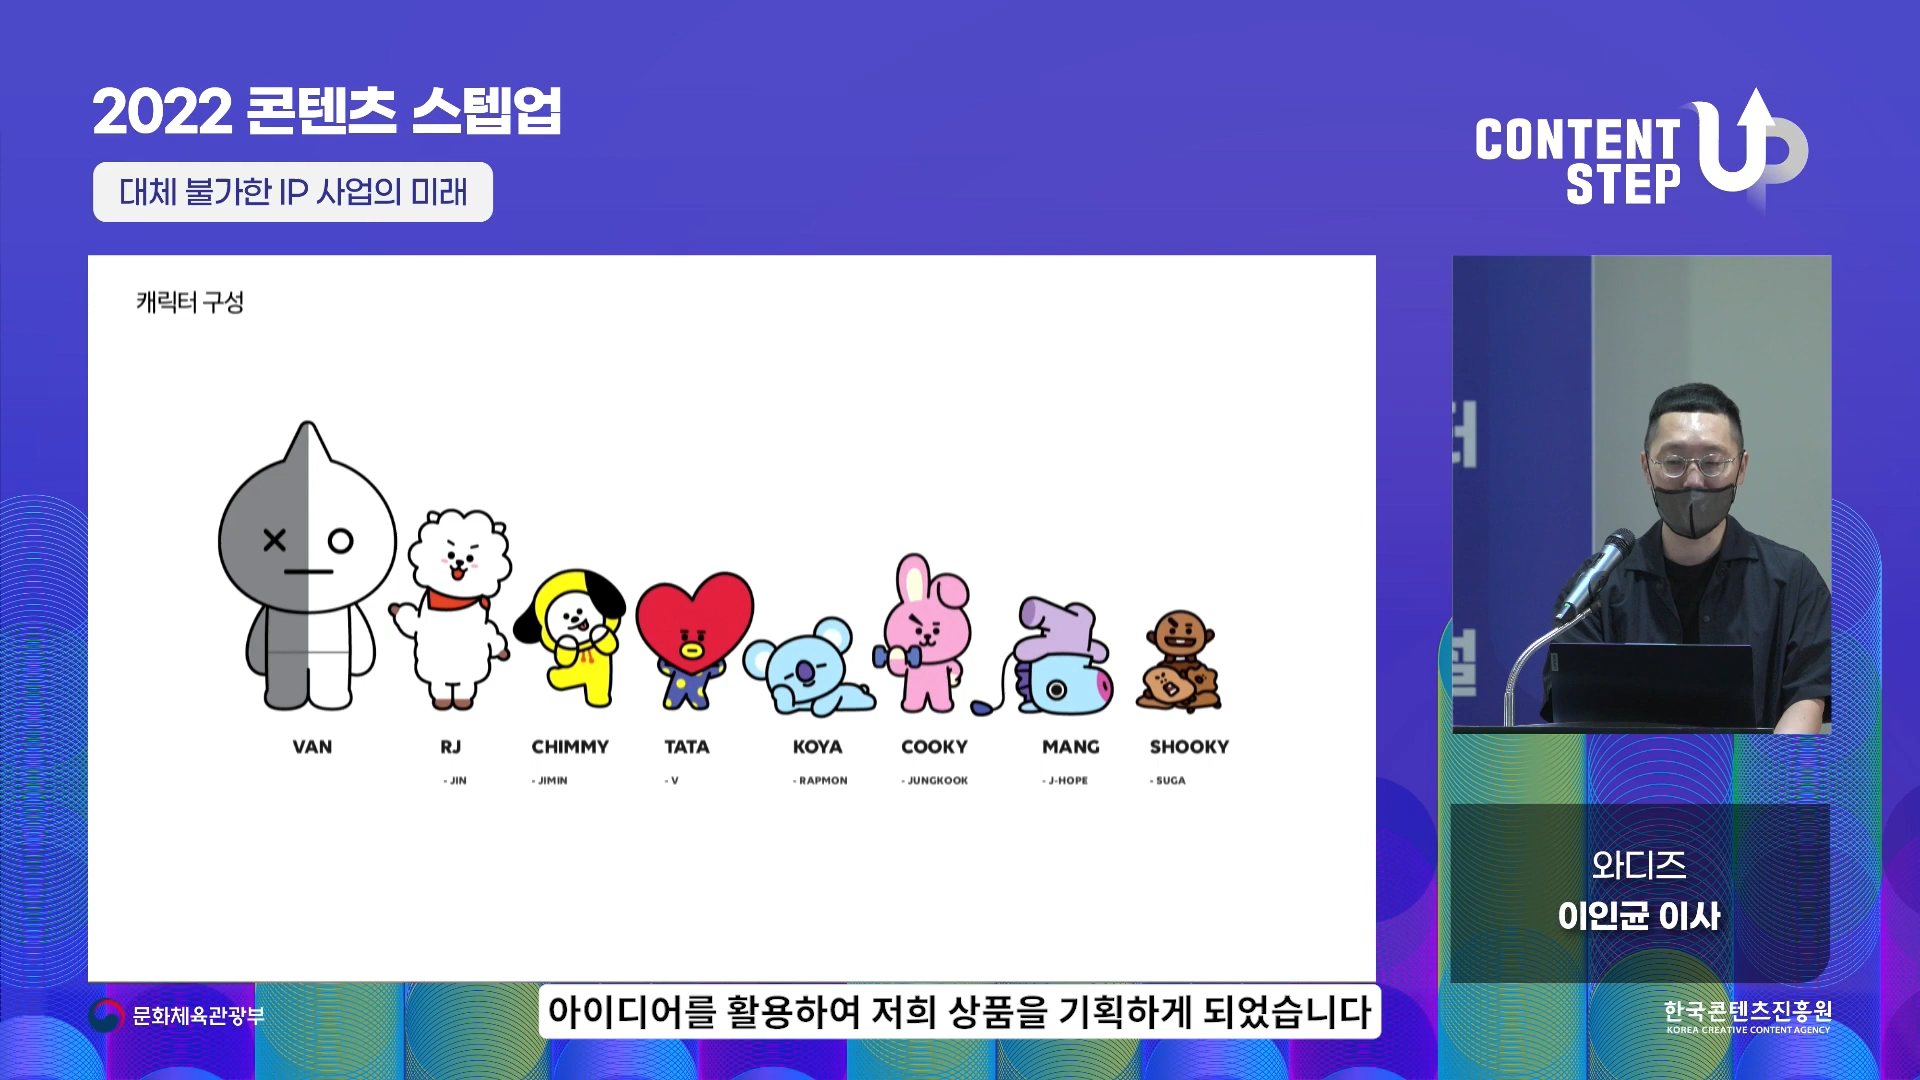 2022 콘텐츠 스텝업
대체 불가한 IP 사업의 미래
CONTENT
STEP
UP
캐릭터 구성
VAN
RJ
CHIMMY
TATA
KOYA
COOKY
MANG
SHOOKY
- JIN
- JIMIN
- V
- RAPMON
- JUNGKOOK
- J-HOPE
- SUGA
터
와디즈
이인균 이사
문화체육관광부
아이디어를 활용하여 저희 상품을 기획하게 되었습니다
한국콘텐츠진흥원
KOREA CREATIVE CONTENT AGENCY